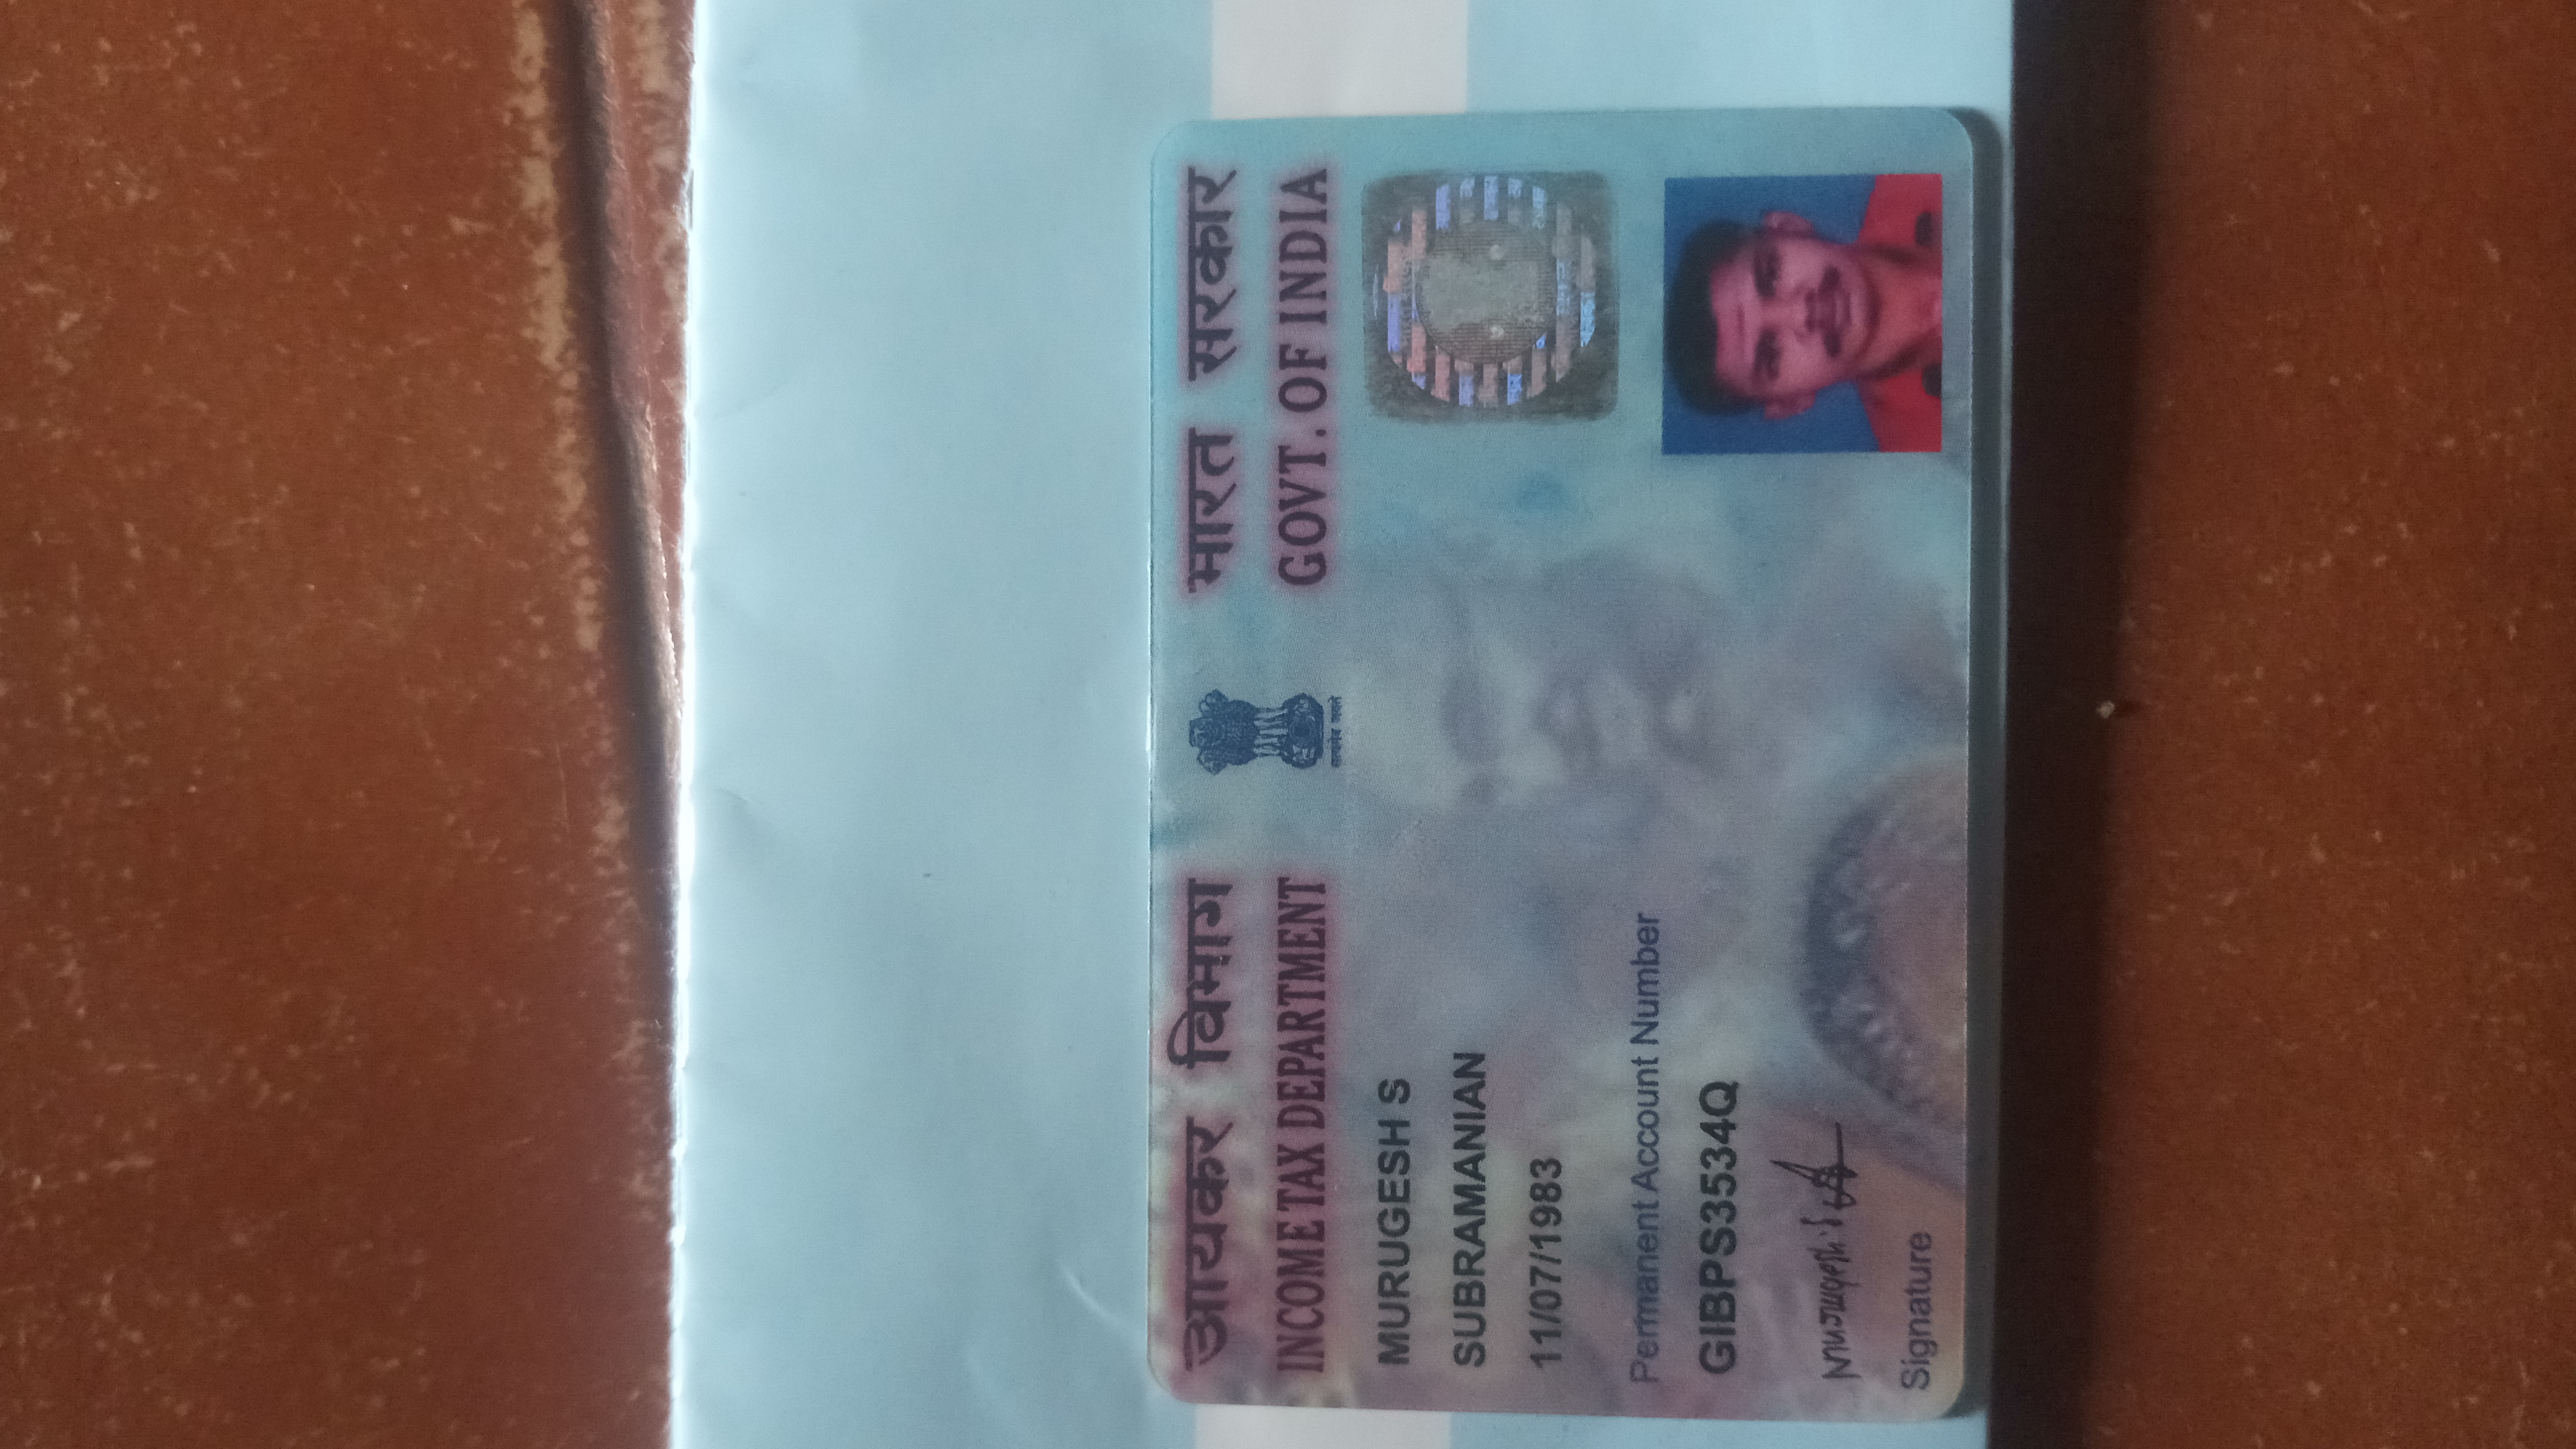 आयकर विभाग
INCOME TAX DEPARTMENT
सत्यमेव जयते
भारत सरकार
GOVT. OF INDIA
MURUGESH S
SUBRAMANIAN
11/07/1983
Permanent Account Number
GIBPS3534Q
Murugesh.S
Signature